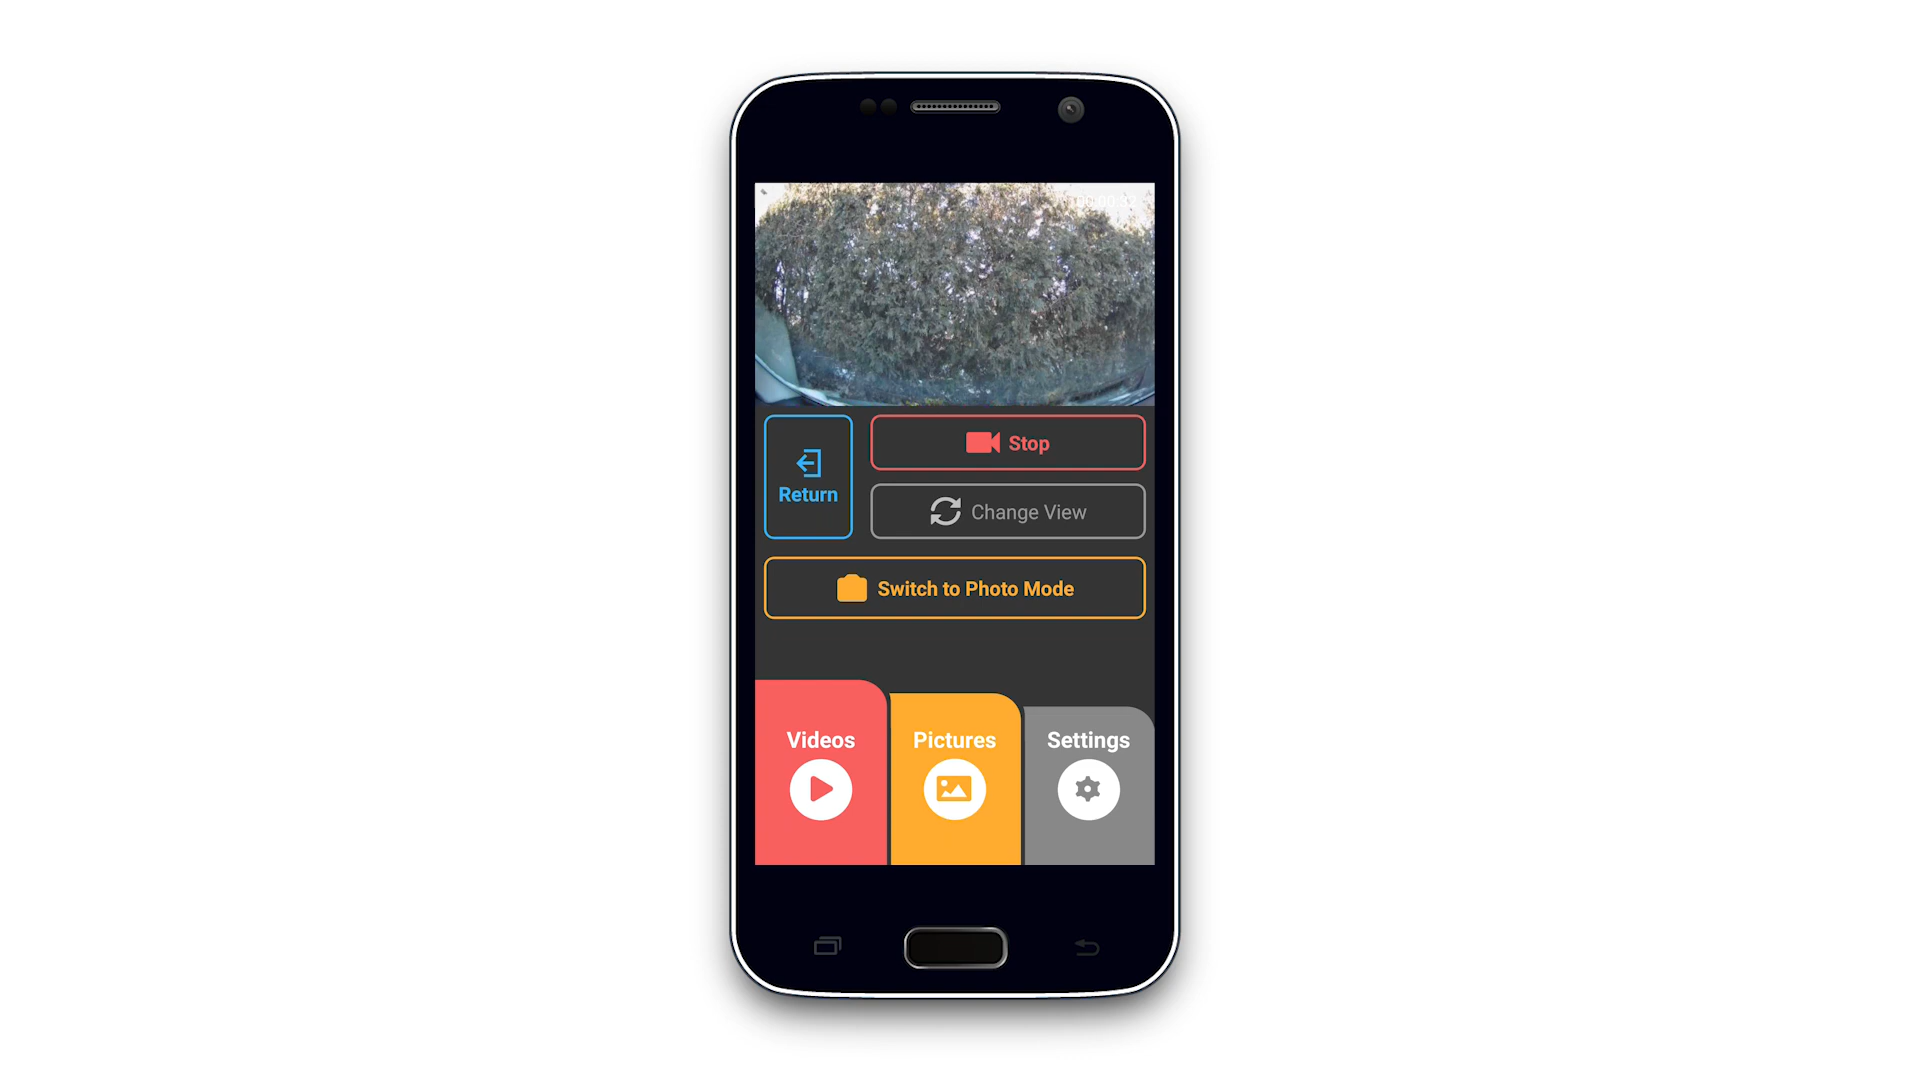 Stop
Return
Change View
Switch to Photo Mode
Videos
Pictures
Settings